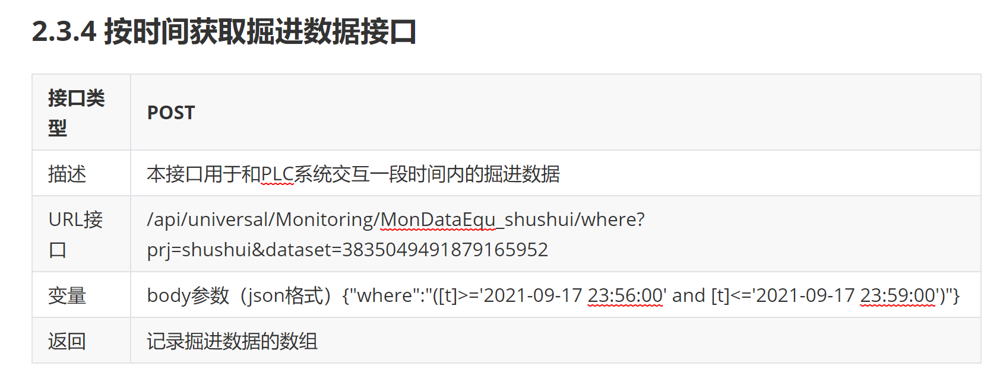 2.3.4 按时间获取掘进数据接口
接口类
型
POST
描述
本接口用于和PLC系统交互一段时间内的掘进数据
URL接
口
/api/universal/Monitoring/MonDataEqu_shushui/where?
prj=shushui&dataset=3835049491879165952
变量
body参数（json格式）{"where":"([t]>='2021-09-17 23:56:00' and [t]<='2021-09-17 23:59:00')"}
返回
记录掘进数据的数组